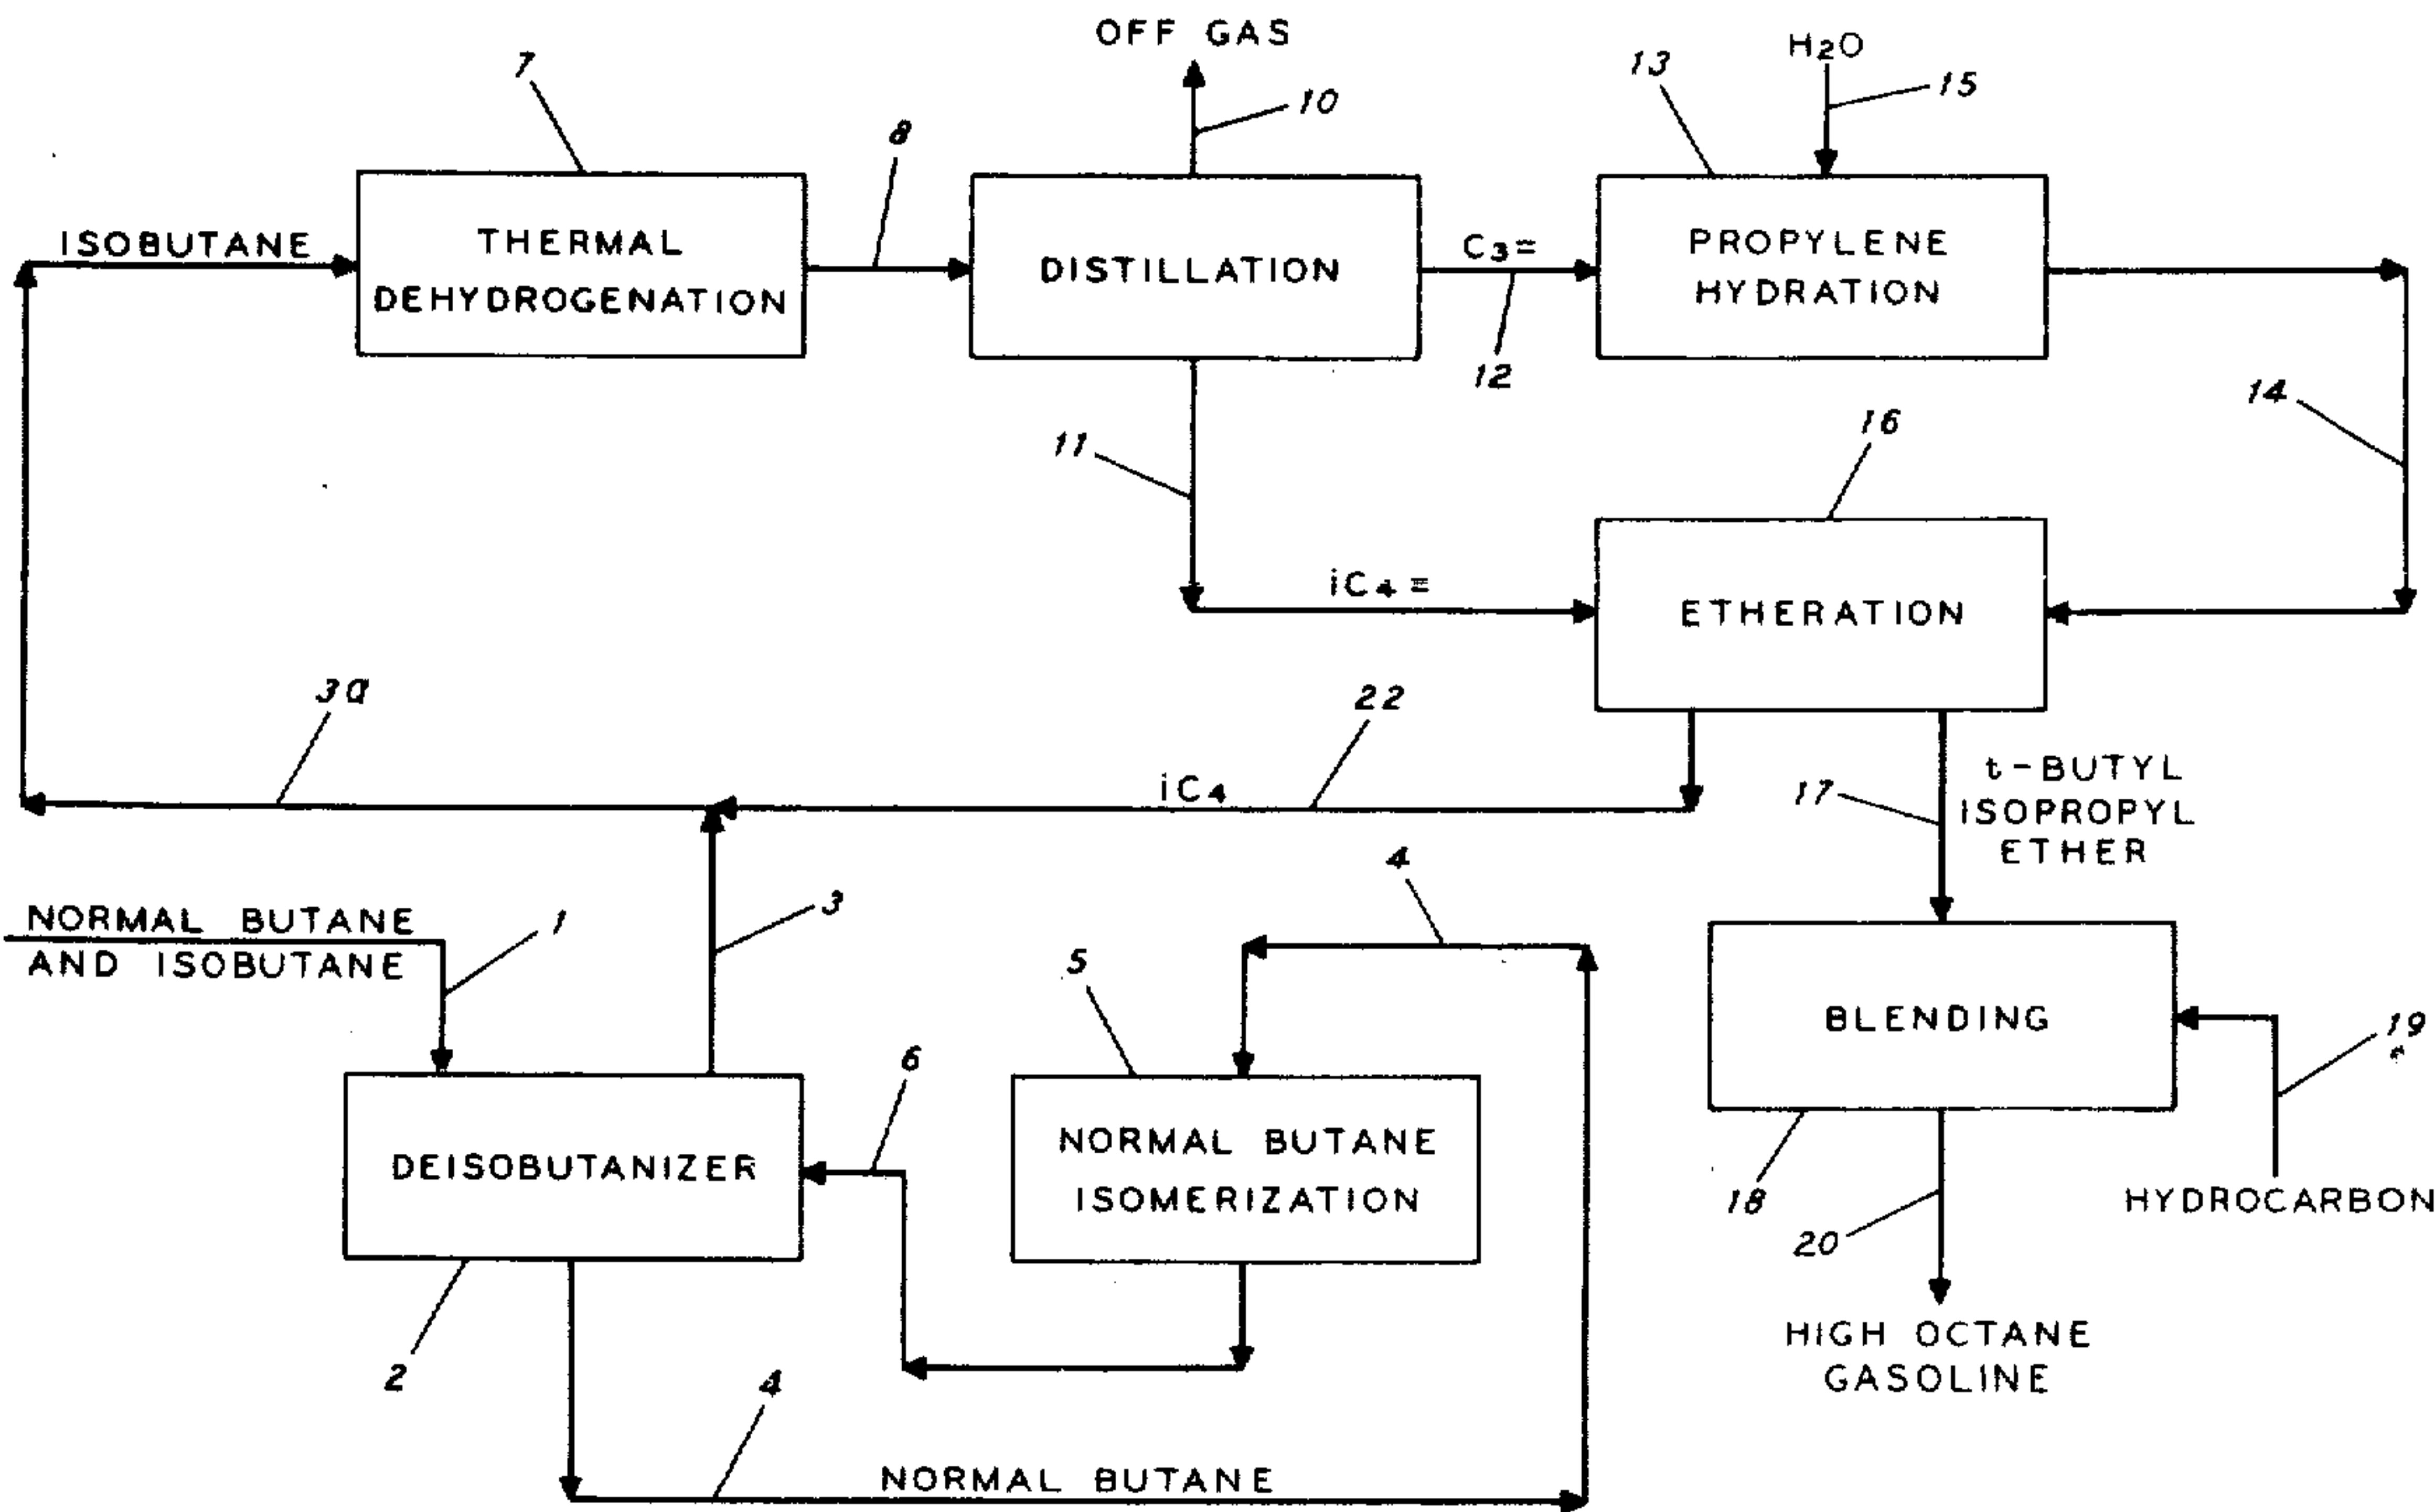 OFF GAS
H2O
7
13
15
10
8
ISOBUTANE
THERMAL
DEHYDROGENATION
DISTILLATION
C3=
PROPYLENE
HYDRATION
12
14
11
16
iC4=
ETHERATION
3a
22
iC4
17
t-BUTYL
ISOPROPYL
ETHER
4
3
NORMAL BUTANE
AND ISOBUTANE
1
5
BLENDING
19
6
DEISOBUTANIZER
NORMAL BUTANE
ISOMERIZATION
18
HYDROCARBON
20
2
HIGH OCTANE
GASOLINE
4
NORMAL BUTANE